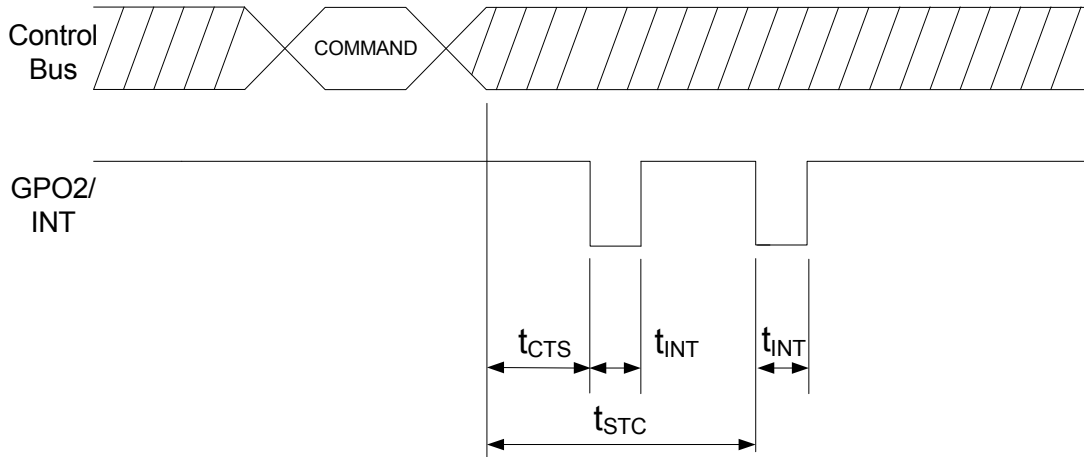 Control
Bus
COMMAND
GPO2/
INT
tCTS
tINT
tINT
tSTC